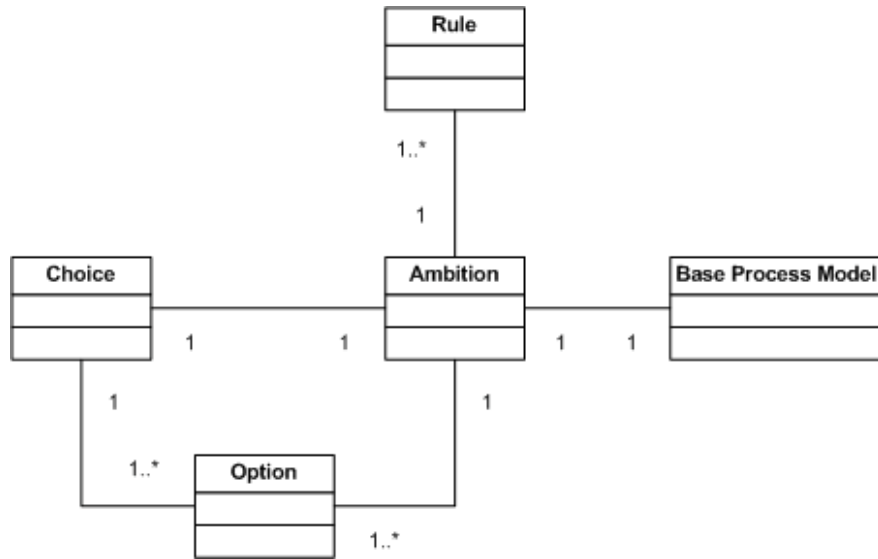 Rule
1..*
1
Choice
Ambition
Base Process Model
1
1
1
1
1
1
1..*
Option
1..*